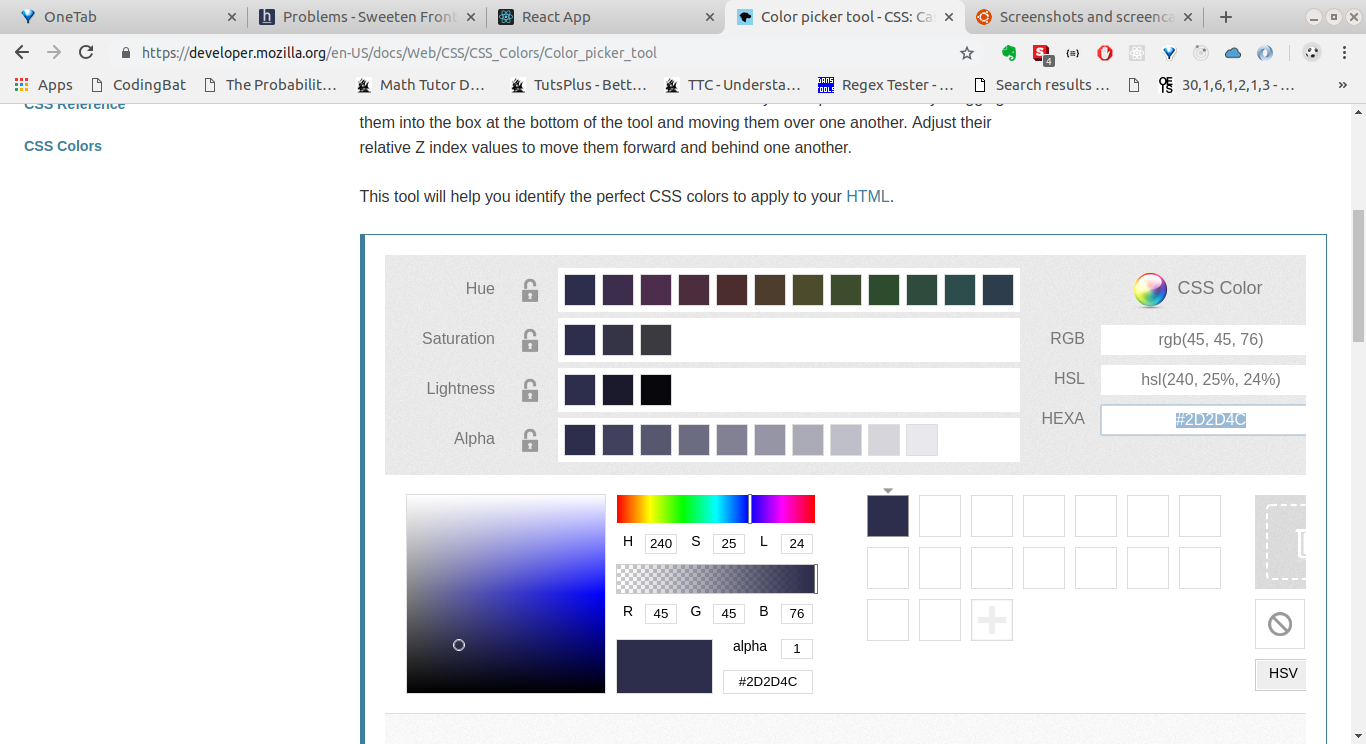 OneTab
Problems - Sweeten Front
React App
Color picker tool - CSS: Ca
Screenshots and screenca
https://developer.mozilla.org/en-US/docs/Web/CSS/CSS_Colors/Color_picker_tool
4
Apps
CodingBat
The Probabilit...
Math Tutor D...
TutsPlus - Bett...
TTC - Understa...
Regex Tester - ...
Search results ...
30,1,6,1,2,1,3 - ...
CSS Reference
CSS Colors
them into the box at the bottom of the tool and moving them over one another. Adjust their
relative Z index values to move them forward and behind one another.
This tool will help you identify the perfect CSS colors to apply to your HTML.
Hue
Saturation
Lightness
Alpha
CSS Color
RGB rgb(45, 45, 76)
HSL hsl(240, 25%, 24%)
HEXA #2D2D4C
H 240 S 25 L 24
R 45 G 45 B 76
alpha 1
#2D2D4C
HSV